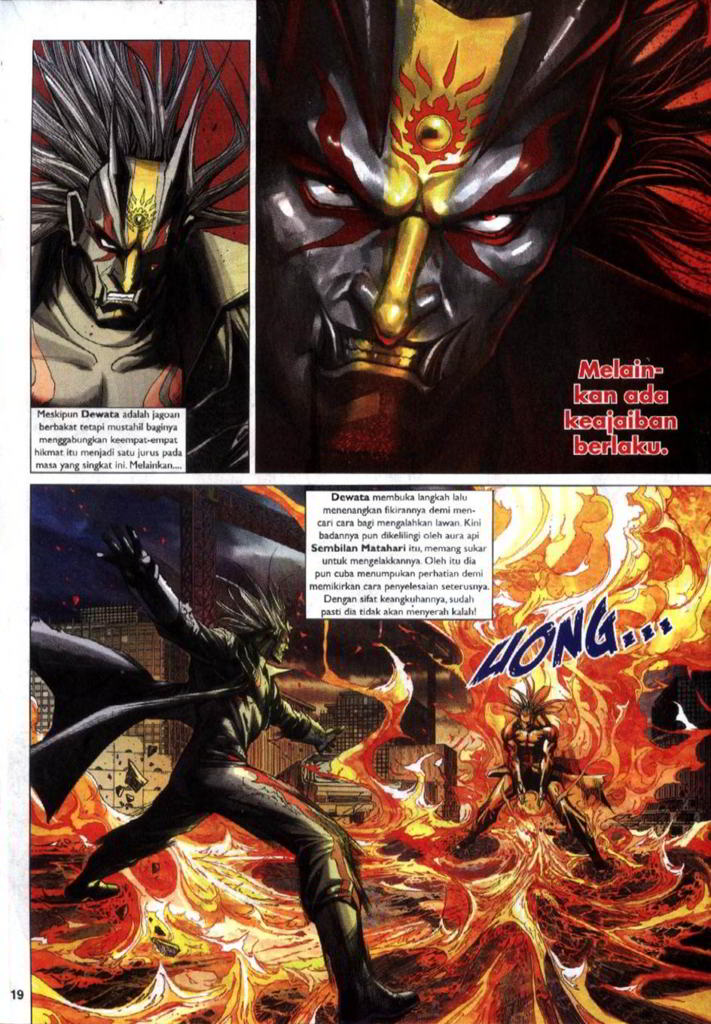 Meskipun Dewata adalah jagoan
berbakat tetapi mustahil baginya
menggabungkan keempat-empat
hikmat itu menjadi satu jurus pada
masa yang singkat ini. Melainkan....
Melain-
kan ada
keajaiban
berlaku.
Dewata membuka langkah lalu
menenangkan fikirannya demi men-
cari cara bagi mengalahkan lawan. Kini
badannya pun dikelilingi oleh aura api
Sembilan Matahari itu, memang sukar
untuk mengelakkannya. Oleh itu dia
pun cuba menumpukan perhatian demi
memikirkan cara penyelesaian seterusnya.
Dengan sifat keangkuhannya, sudah
pasti dia tidak akan menyerah kalah!
UONG...
19